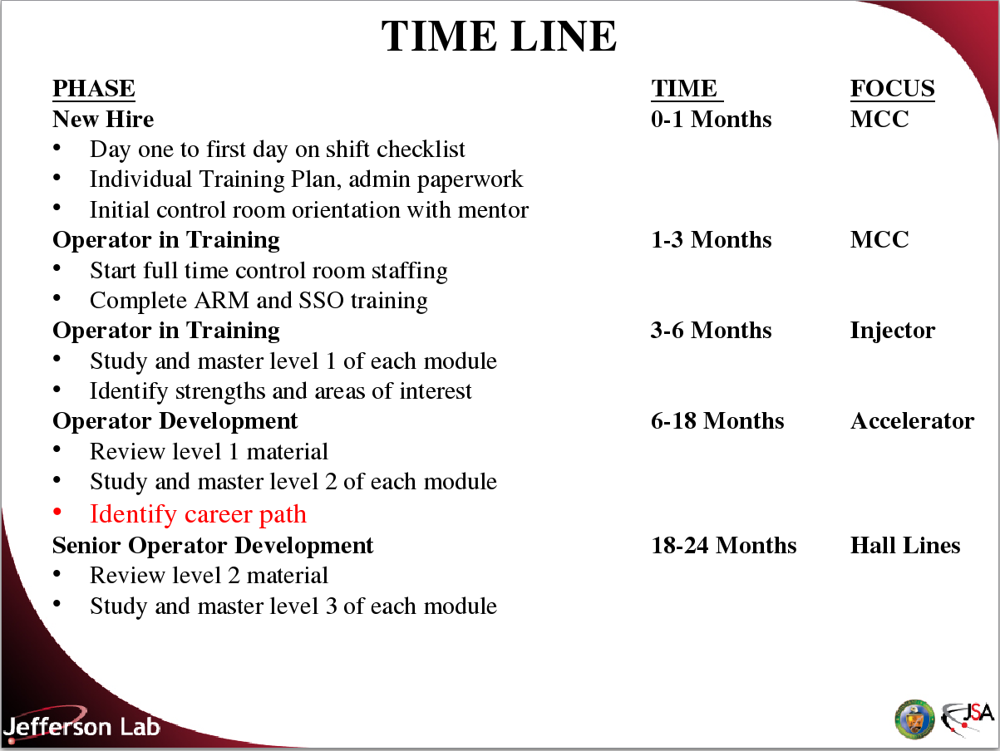 TIME LINE
PHASE TIME FOCUS
New Hire 0-1 Months MCC
• Day one to first day on shift checklist
• Individual Training Plan, admin paperwork
• Initial control room orientation with mentor
Operator in Training 1-3 Months MCC
• Start full time control room staffing
• Complete ARM and SSO training
Operator in Training 3-6 Months Injector
• Study and master level 1 of each module
• Identify strengths and areas of interest
Operator Development 6-18 Months Accelerator
• Review level 1 material
• Study and master level 2 of each module
• Identify career path
Senior Operator Development 18-24 Months Hall Lines
• Review level 2 material
• Study and master level 3 of each module
Jefferson Lab JSA